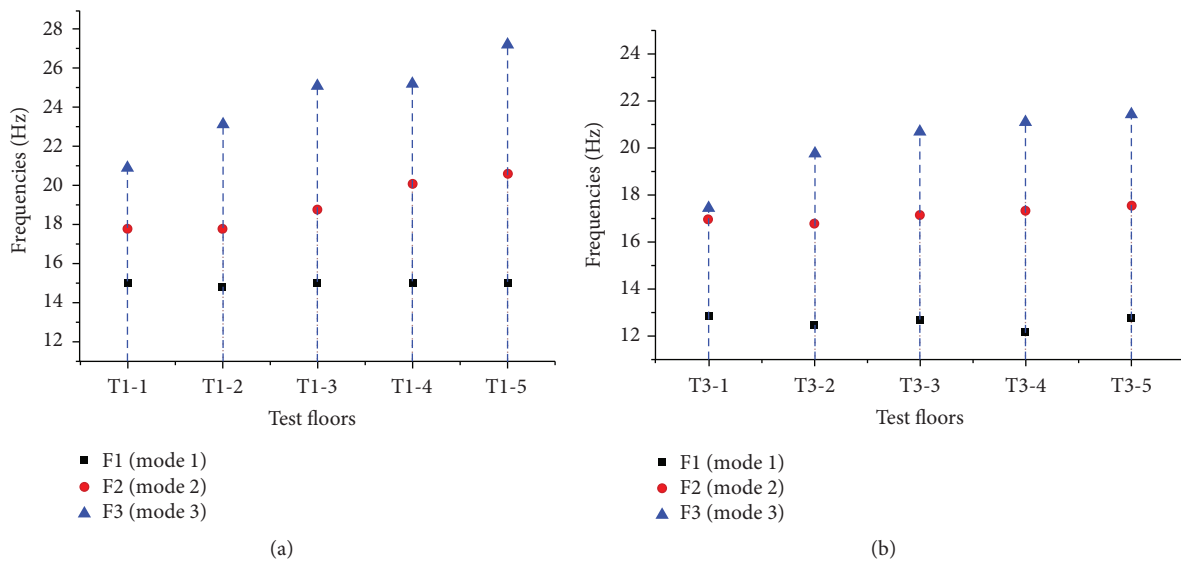 28
26
24
22
20
18
16
14
12
Frequencies (Hz)
T1-1 T1-2 T1-3 T1-4 T1-5
Test floors
F1 (mode 1)
F2 (mode 2)
F3 (mode 3)
(a)
24
22
20
18
16
14
12
Frequencies (Hz)
T3-1 T3-2 T3-3 T3-4 T3-5
Test floors
F1 (mode 1)
F2 (mode 2)
F3 (mode 3)
(b)